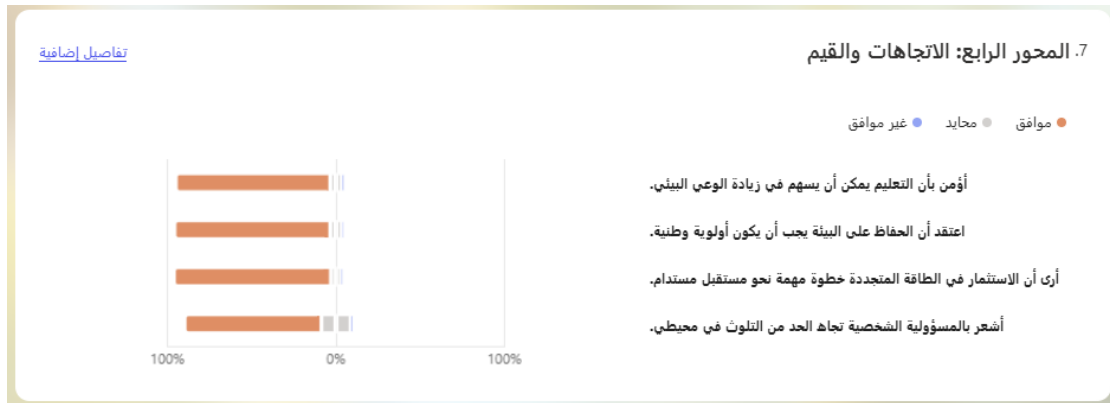 7. المحور الرابع: الاتجاهات والقيم
تفاصيل إضافية
موافق
محايد
غير موافق
أؤمن بأن التعليم يمكن أن يسهم في زيادة الوعي البيئي.
اعتقد أن الحفاظ على البيئة يجب أن يكون أولوية وطنية.
أرى أن الاستثمار في الطاقة المتجددة خطوة مهمة نحو مستقبل مستدام.
أشعر بالمسؤولية الشخصية تجاه الحد من التلوث في محيطي.
100% 0% 100%